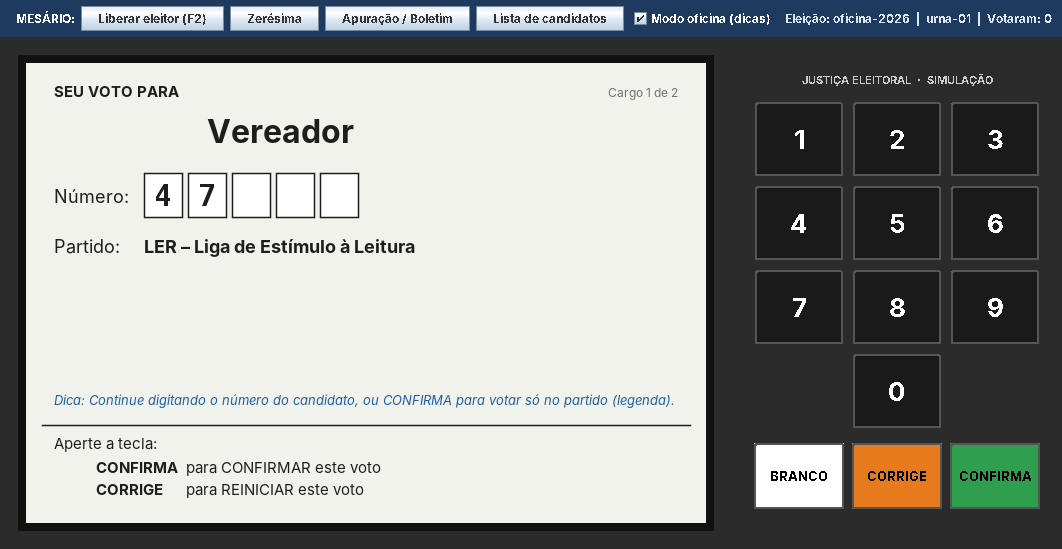 MESÁRIO: Liberar eleitor (F2) Zerésima Apuração / Boletim Lista de candidatos Modo oficina (dicas) Eleição: oficina-2026 | urna-01 | Votaram: 0
SEU VOTO PARA
Cargo 1 de 2
Vereador
Número: 4 7
Partido: LER – Liga de Estímulo à Leitura
Dica: Continue digitando o número do candidato, ou CONFIRMA para votar só no partido (legenda).
Aperte a tecla:
CONFIRMA para CONFIRMAR este voto
CORRIGE para REINICIAR este voto
JUSTIÇA ELEITORAL · SIMULAÇÃO
1 2 3
4 5 6
7 8 9
0
BRANCO CORRIGE CONFIRMA